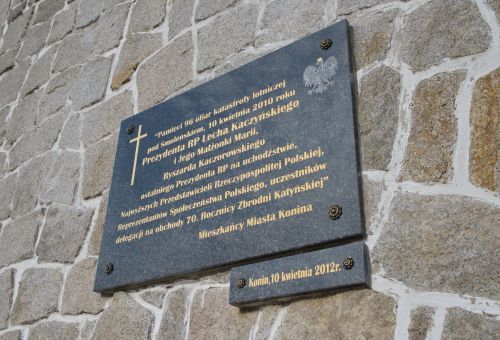 "Pamięci 96 ofiar katastrofy lotniczej
pod Smoleńskiem, 10 kwietnia 2010 roku
Prezydenta RP Lecha Kaczyńskiego
i Jego Małżonki Marii,
Ryszarda Kaczorowskiego
ostatniego Prezydenta RP na uchodźstwie,
Najwyższych Przedstawicieli Rzeczypospolitej Polskiej,
Reprezentantów Społeczeństwa Polskiego, uczestników
delegacji na obchody 70. Rocznicy Zbrodni Katyńskiej"
Mieszkańcy Miasta Konina
Konin,10 kwietnia 2012r.